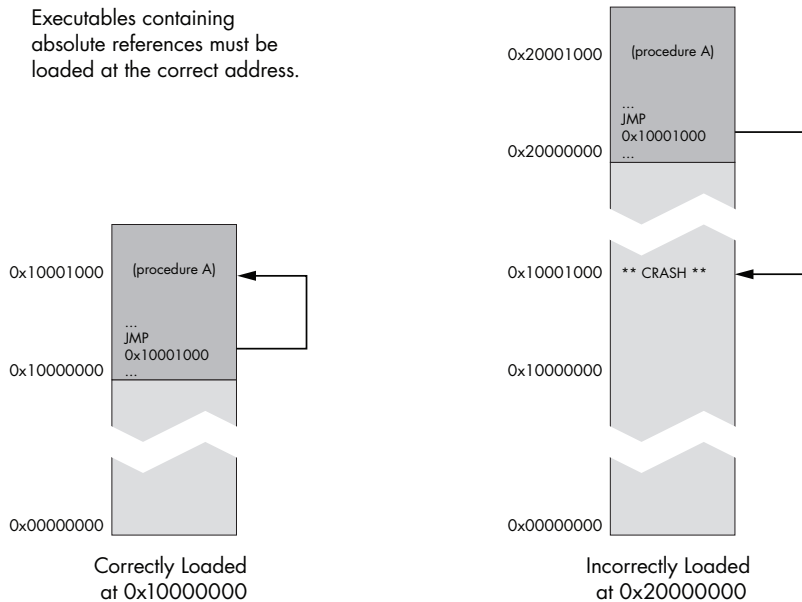 Executables containing
absolute references must be
loaded at the correct address.
0x10001000
(procedure A)
...
JMP
0x10001000
0x10000000
...
0x00000000
Correctly Loaded
at 0x10000000
0x20001000
(procedure A)
...
JMP
0x10001000
0x20000000
...
0x10001000
** CRASH **
0x10000000
0x00000000
Incorrectly Loaded
at 0x20000000